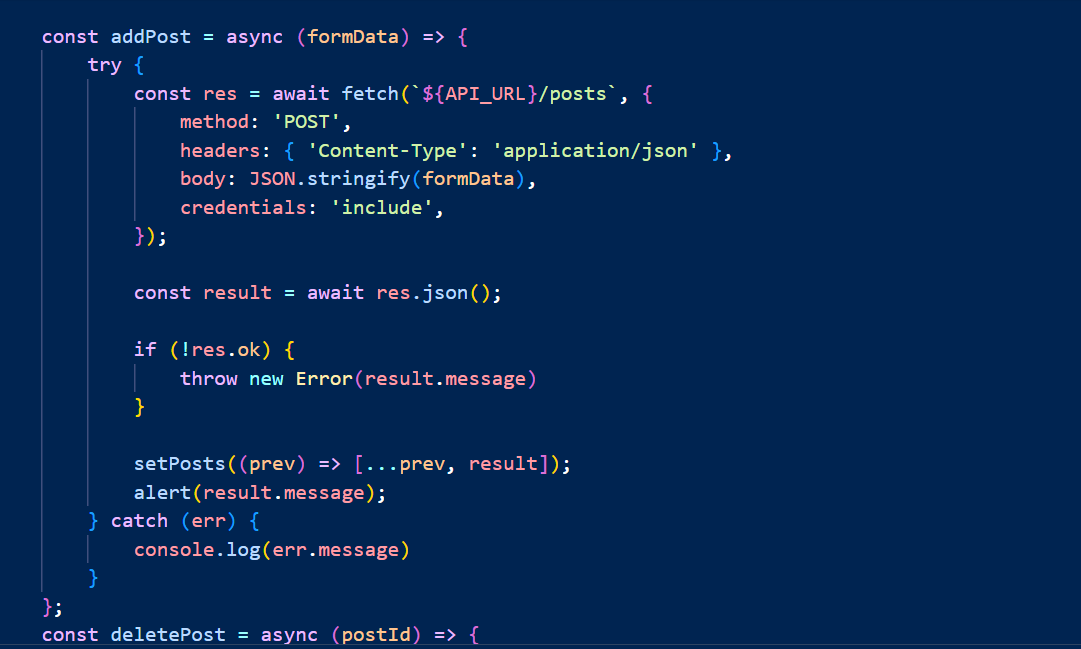 const addPost = async (formData) => {
    try {
        const res = await fetch(`${API_URL}/posts`, {
            method: 'POST',
            headers: { 'Content-Type': 'application/json' },
            body: JSON.stringify(formData),
            credentials: 'include',
        });

        const result = await res.json();

        if (!res.ok) {
            throw new Error(result.message)
        }

        setPosts((prev) => [...prev, result]);
        alert(result.message);
    } catch (err) {
        console.log(err.message)
    }
};
const deletePost = async (postId) => {